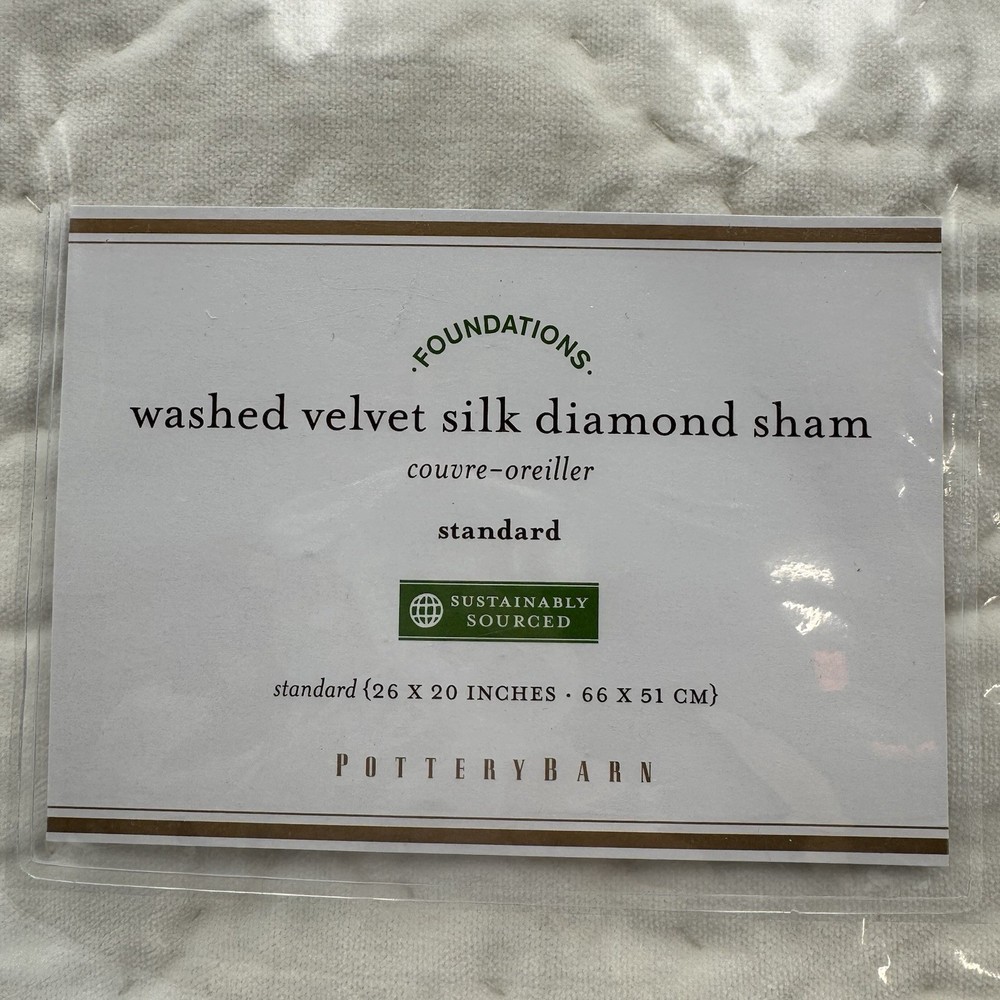 ·FOUNDATIONS·
washed velvet silk diamond sham
couvre-oreiller
standard
SUSTAINABLY
SOURCED
standard {26 X 20 INCHES · 66 X 51 CM}
POTTERYBARN